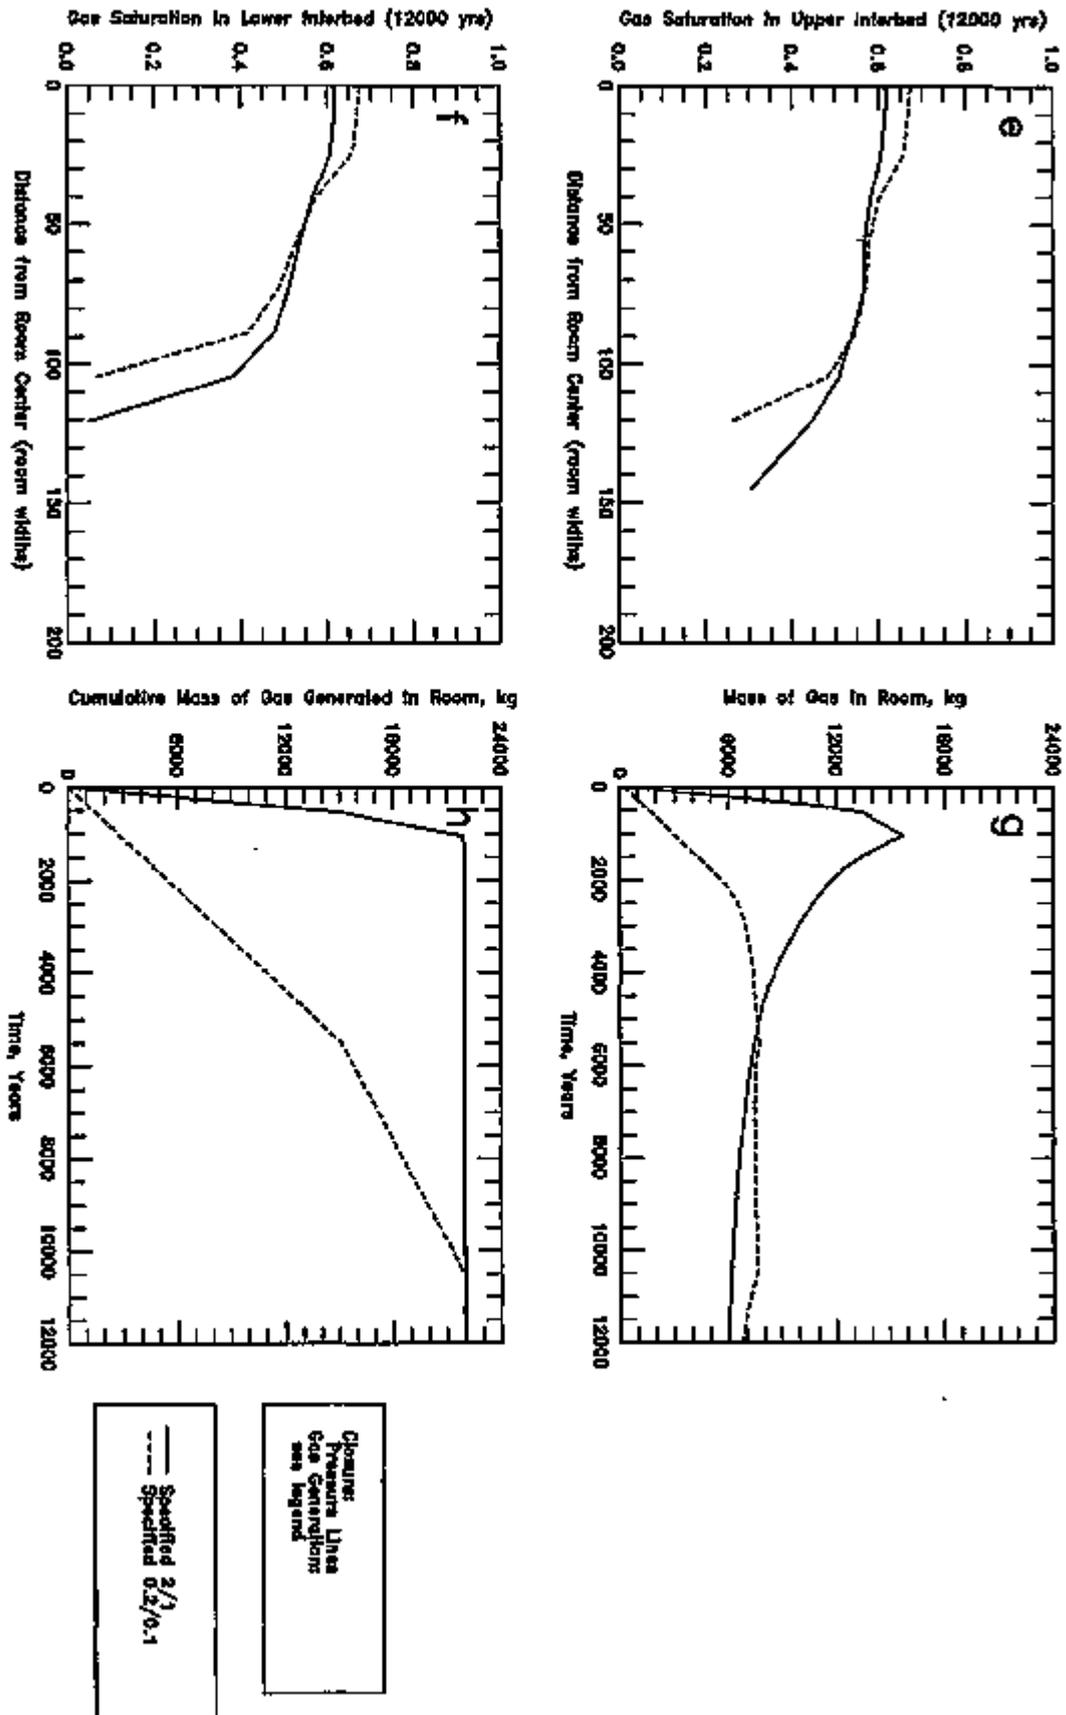 Gas Saturation in Upper Interbed (12000 yrs)
0.0
0.2
0.4
0.6
0.8
1.0
e
0
50
100
150
200
Distance from Room Center (room widths)
Mass of Gas in Room, kg
0
6000
12000
18000
24000
g
0
2000
4000
6000
8000
10000
12000
Time, Years
Gas Saturation in Lower Interbed (12000 yrs)
0.0
0.2
0.4
0.6
0.8
1.0
f
0
50
100
150
200
Distance from Room Center (room widths)
Cumulative Mass of Gas Generated in Room, kg
0
6000
12000
18000
24000
h
0
2000
4000
6000
8000
10000
12000
Time, Years
Closure:
Pressure Lines
Gas Generation:
see legend
Specified 2/1
Specified 0.2/0.1